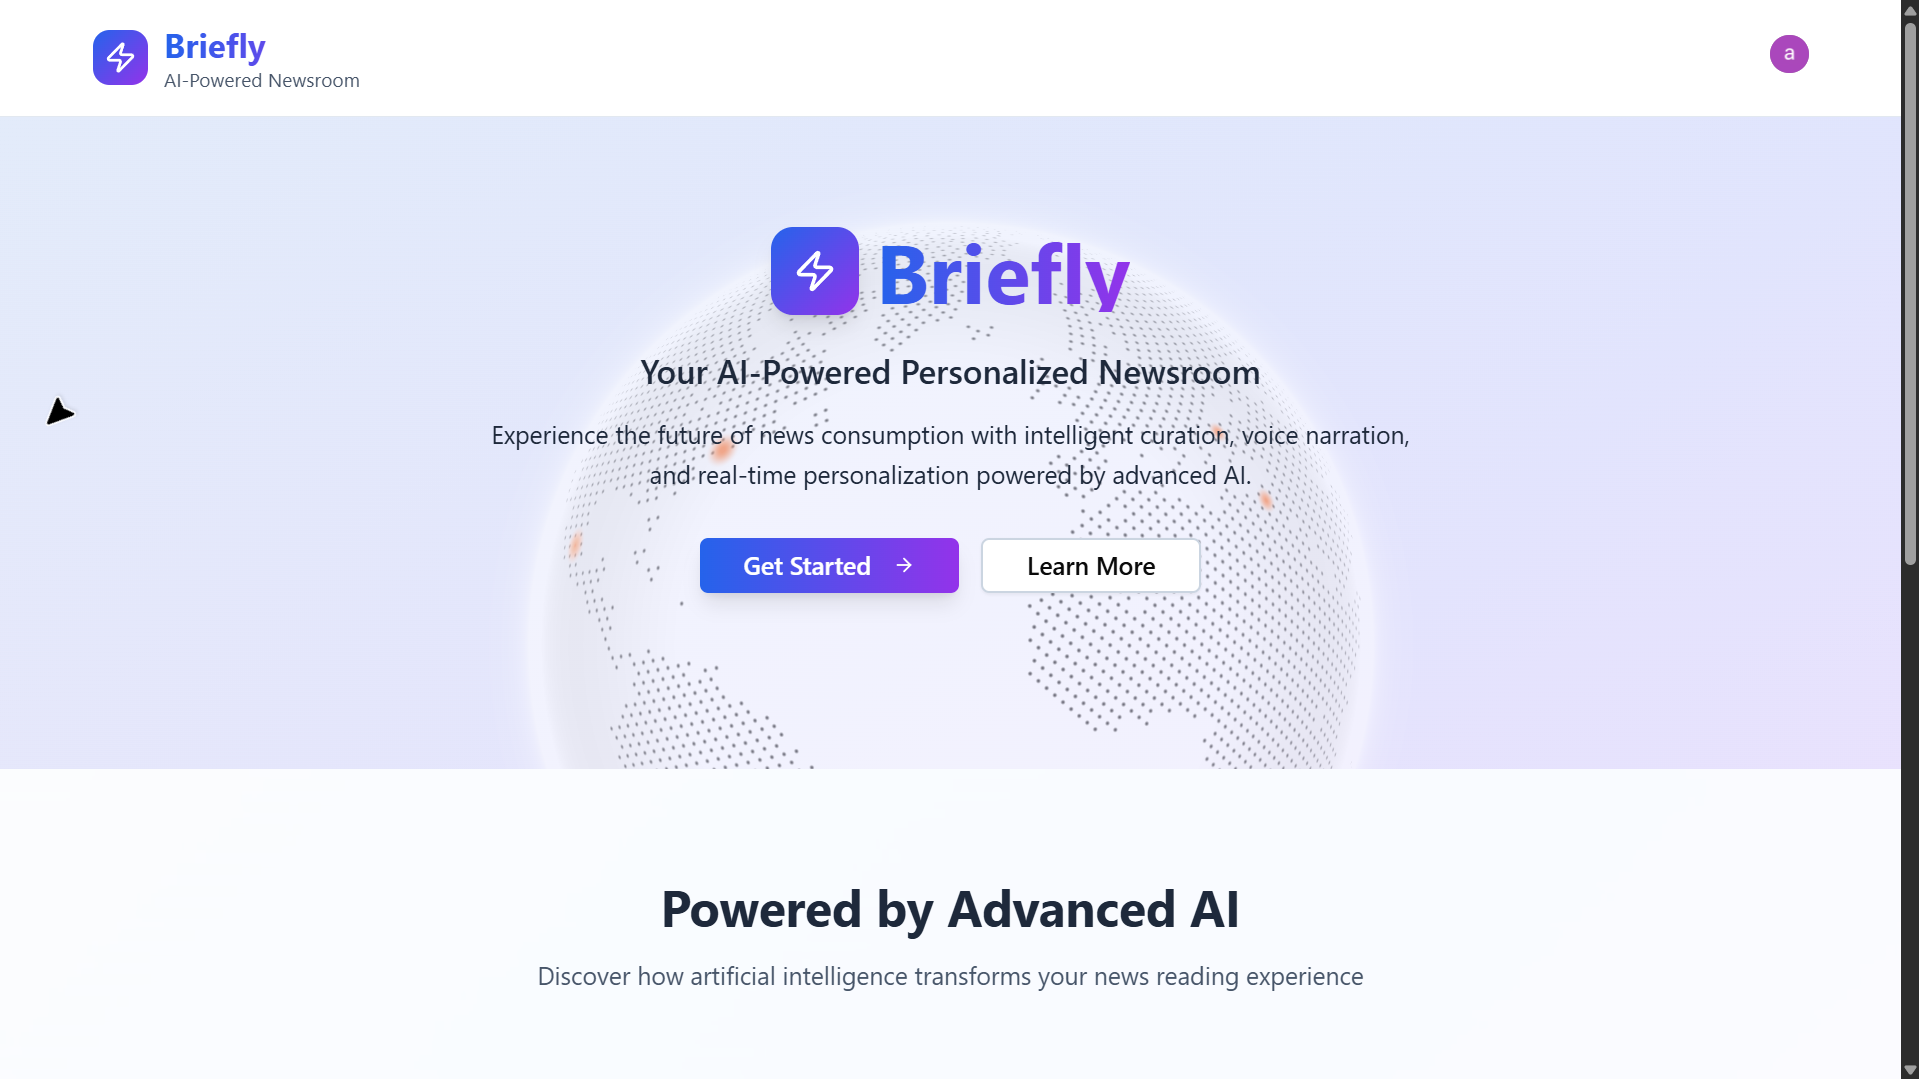 Briefly
AI-Powered Newsroom
a
Briefly
Your AI-Powered Personalized Newsroom
Experience the future of news consumption with intelligent curation, voice narration,
and real-time personalization powered by advanced AI.
Get Started
Learn More
Powered by Advanced AI
Discover how artificial intelligence transforms your news reading experience